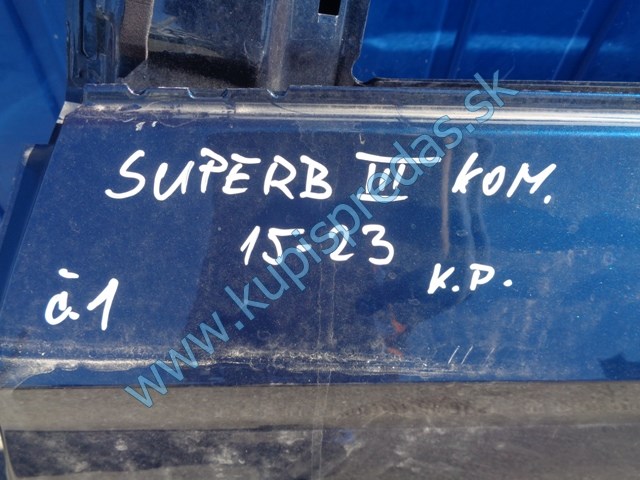 SUPERB III KOM.
15-23
K.P.
č.1
www.kupispredas.sk